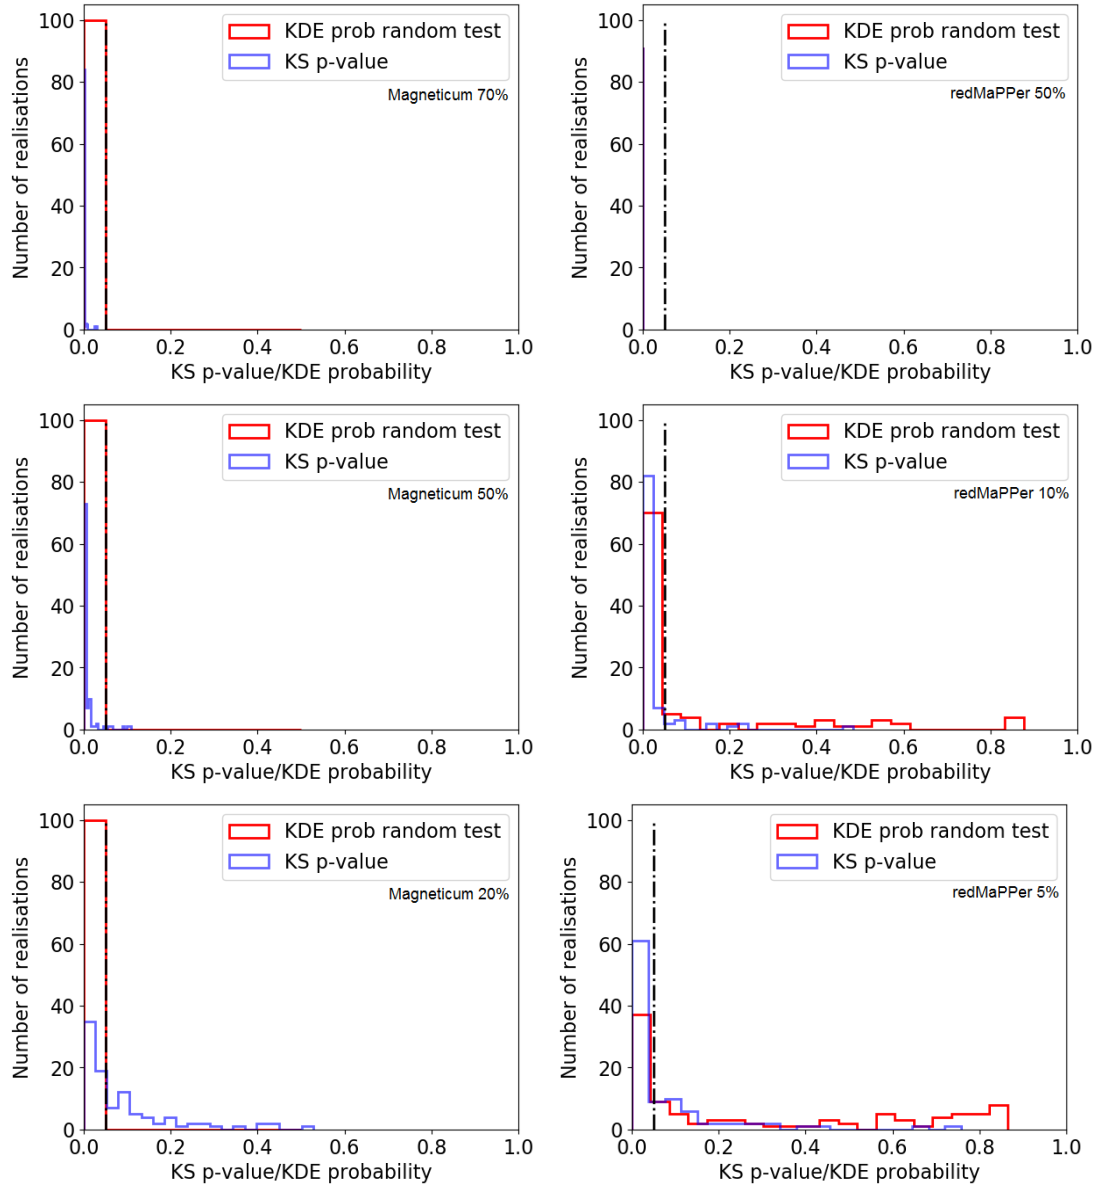 100
80
60
40
20
0
Number of realisations
KDE prob random test
KS p-value
Magneticum 70%
0.0 0.2 0.4 0.6 0.8 1.0
KS p-value/KDE probability
100
80
60
40
20
0
Number of realisations
KDE prob random test
KS p-value
redMaPPer 50%
0.0 0.2 0.4 0.6 0.8 1.0
KS p-value/KDE probability
100
80
60
40
20
0
Number of realisations
KDE prob random test
KS p-value
Magneticum 50%
0.0 0.2 0.4 0.6 0.8 1.0
KS p-value/KDE probability
100
80
60
40
20
0
Number of realisations
KDE prob random test
KS p-value
redMaPPer 10%
0.0 0.2 0.4 0.6 0.8 1.0
KS p-value/KDE probability
100
80
60
40
20
0
Number of realisations
KDE prob random test
KS p-value
Magneticum 20%
0.0 0.2 0.4 0.6 0.8 1.0
KS p-value/KDE probability
100
80
60
40
20
0
Number of realisations
KDE prob random test
KS p-value
redMaPPer 5%
0.0 0.2 0.4 0.6 0.8 1.0
KS p-value/KDE probability